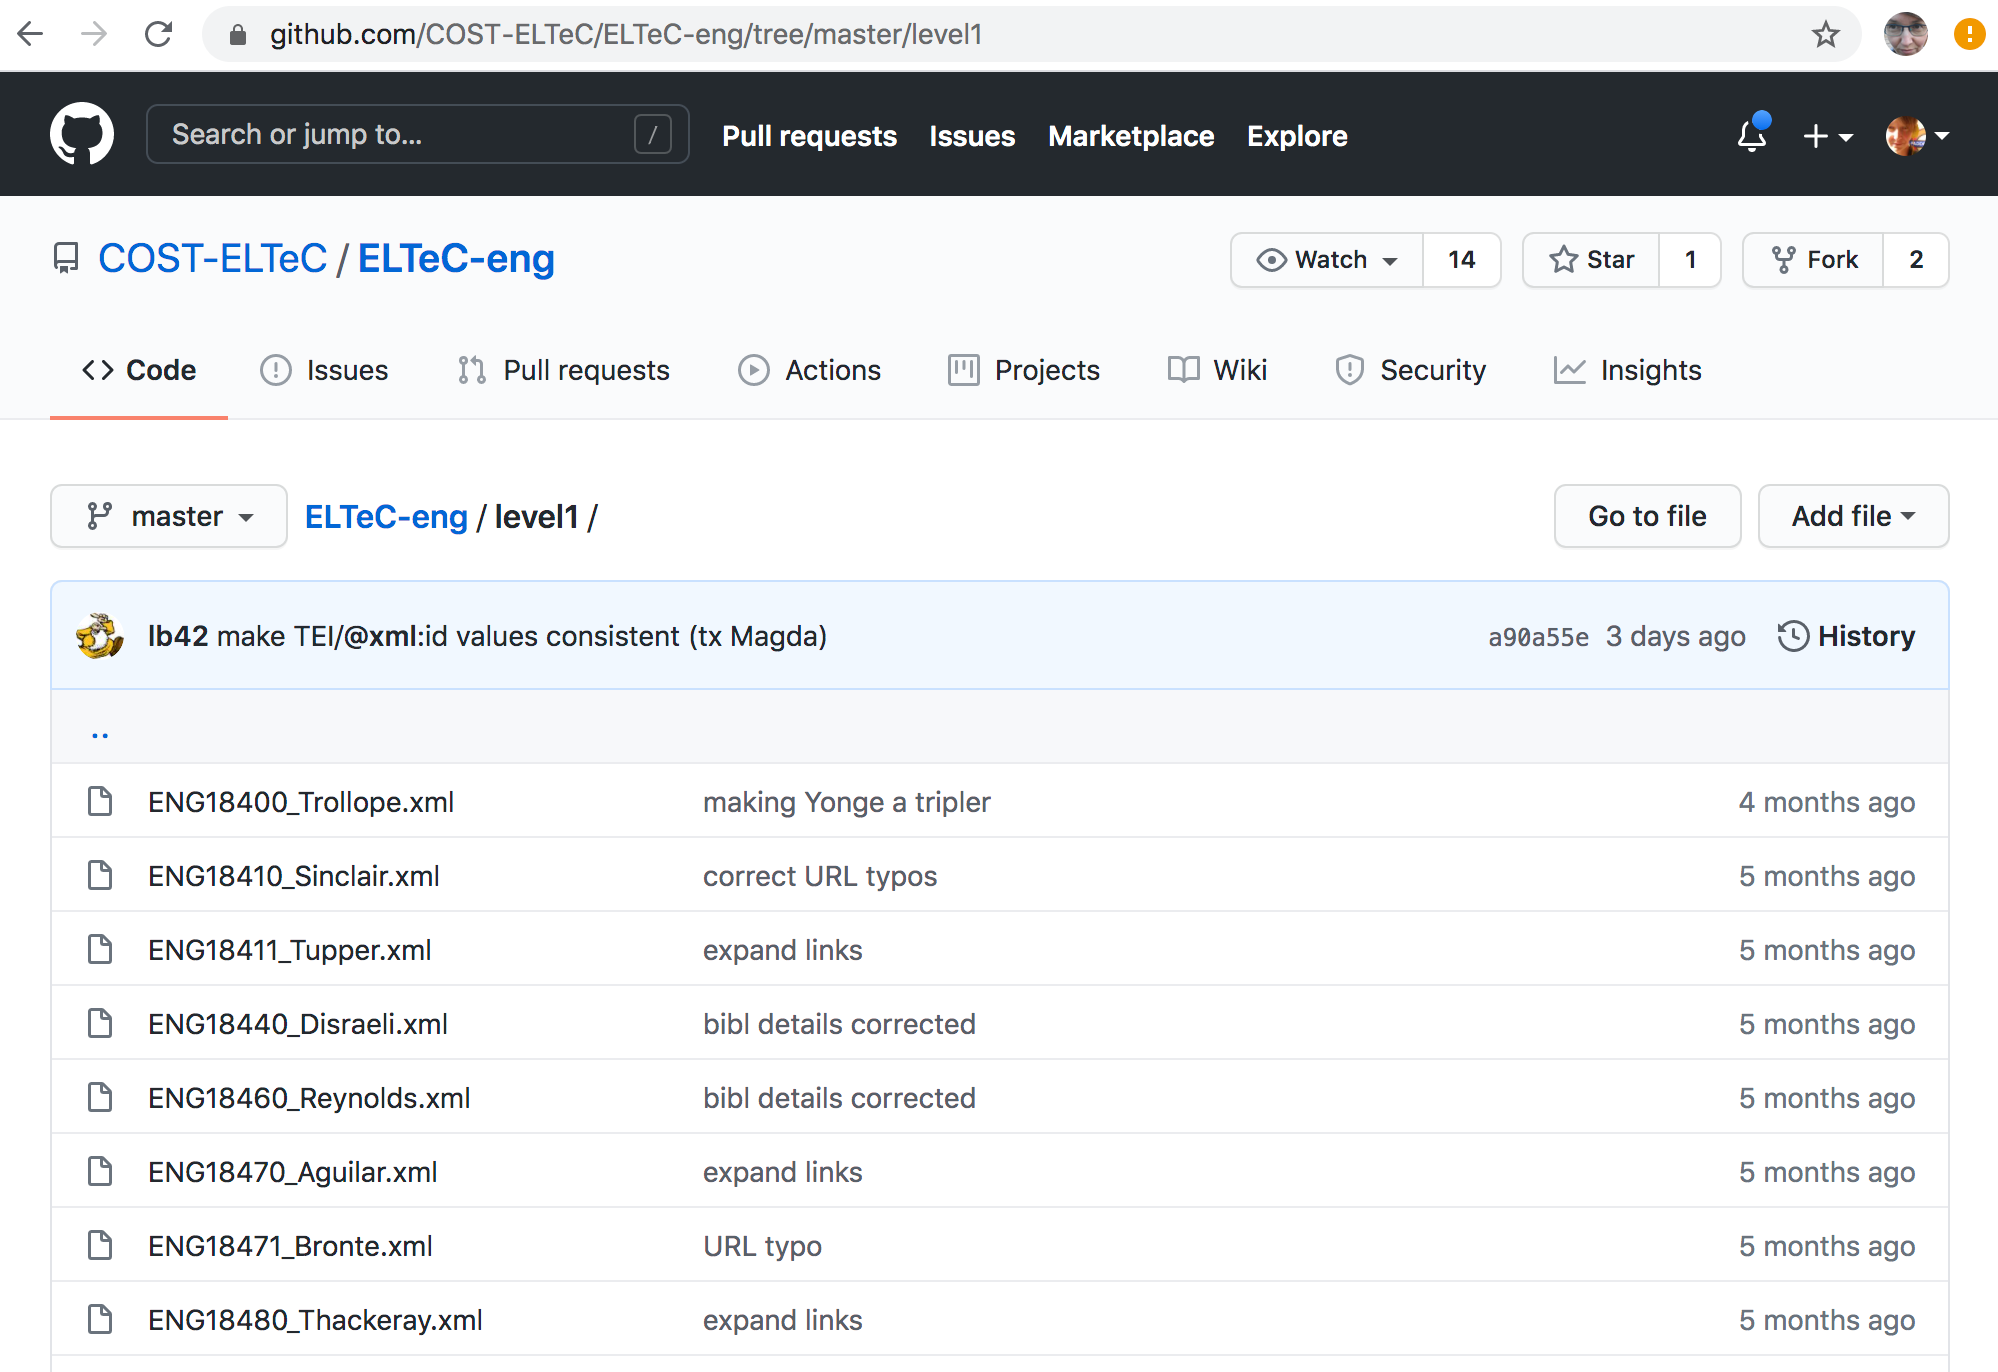 github.com/COST-ELTeC/ELTeC-eng/tree/master/level1
Search or jump to... / Pull requests Issues Marketplace Explore
COST-ELTeC / ELTeC-eng Watch 14 Star 1 Fork 2
Code Issues Pull requests Actions Projects Wiki Security Insights
master ELTeC-eng / level1 / Go to file Add file
lb42 make TEI/@xml:id values consistent (tx Magda) a90a55e 3 days ago History
..
ENG18400_Trollope.xml making Yonge a tripler 4 months ago
ENG18410_Sinclair.xml correct URL typos 5 months ago
ENG18411_Tupper.xml expand links 5 months ago
ENG18440_Disraeli.xml bibl details corrected 5 months ago
ENG18460_Reynolds.xml bibl details corrected 5 months ago
ENG18470_Aguilar.xml expand links 5 months ago
ENG18471_Bronte.xml URL typo 5 months ago
ENG18480_Thackeray.xml expand links 5 months ago